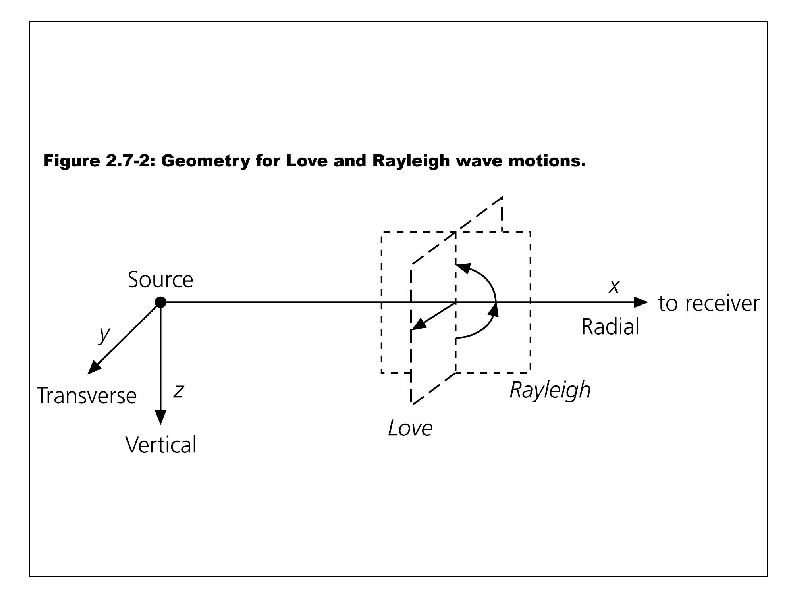 Figure 2.7-2: Geometry for Love and Rayleigh wave motions.
Source
x
to receiver
y
Radial
Transverse
z
Rayleigh
Love
Vertical